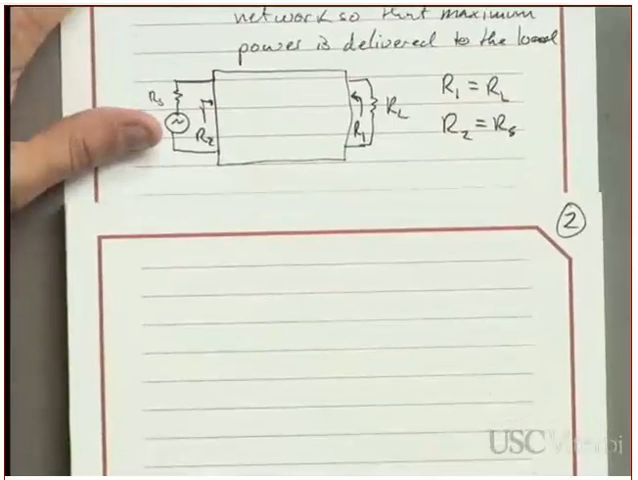 network so that maximum
power is delivered to the load
Rs
R2
R1
RL
R1 = RL
R2 = Rs
2
USC Viterbi